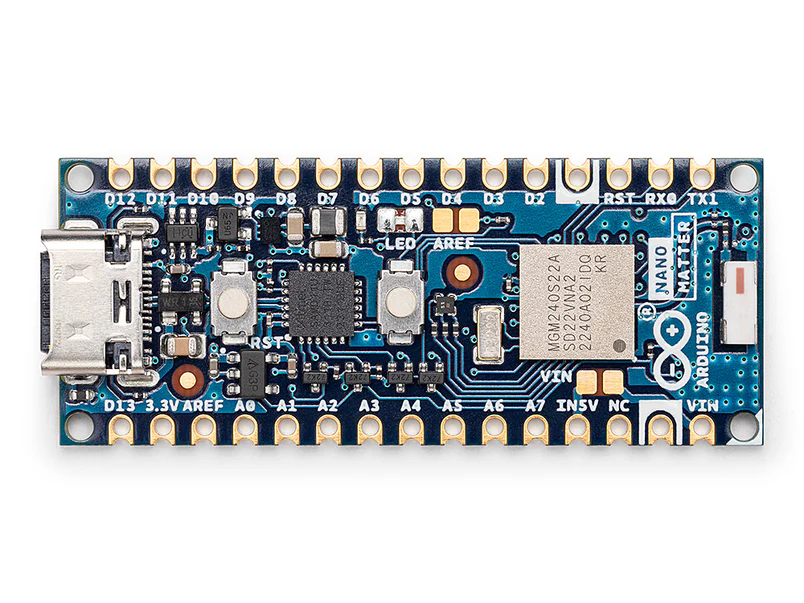 D12 D11 D10 D9 D8 D7 D6 D5 D4 D3 D2 RST RX0 TX1
LED AREF
RST
MGM240S22A
SD22VNA2
2240A021DQ
KR
NANO
MATTER
®
ARDUINO
VIN
D13 3.3V AREF A0 A1 A2 A3 A4 A5 A6 A7 IN5V NC VIN